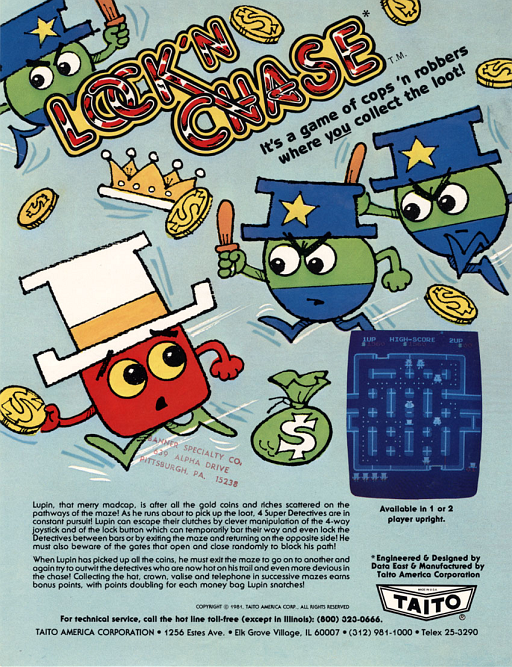 LOCK'N
CHASE*
T.M.
It's a game of cops 'n robbers
where you collect the loot!
1UP HIGH-SCORE 2UP
$
BANNER SPECIALTY CO.
639 ALPHA DRIVE
PITTSBURGH, PA. 15238
Available in 1 or 2
player upright.
Lupin, that merry madcap, is after all the gold coins and riches scattered on the
pathways of the maze! As he runs about to pick up the loot, 4 Super Detectives are in
constant pursuit! Lupin can escape their clutches by clever manipulation of the 4-way
joystick and of the lock button which can temporarily bar their way and even lock the
Detectives between bars or by exiting the maze and returning on the opposite side! He
must also beware of the gates that open and close randomly to block his path!
When Lupin has picked up all the coins, he must exit the maze to go on to another and
again try to outwit the detectives who are now hot on his trail and even more devious in
the chase! Collecting the hat, crown, valise and telephone in successive mazes earns
bonus points, with points doubling for each money bag Lupin snatches!
*Engineered & Designed by
Data East & Manufactured by
Taito America Corporation
MADE IN U.S.A.
TAITO
®
COPYRIGHT © 1981, TAITO AMERICA CORP., ALL RIGHTS RESERVED
For technical service, call the hot line toll-free (except in Illinois): (800) 323-0666.
TAITO AMERICA CORPORATION • 1256 Estes Ave. • Elk Grove Village, IL 60007 • (312) 981-1000 • Telex 25-3290